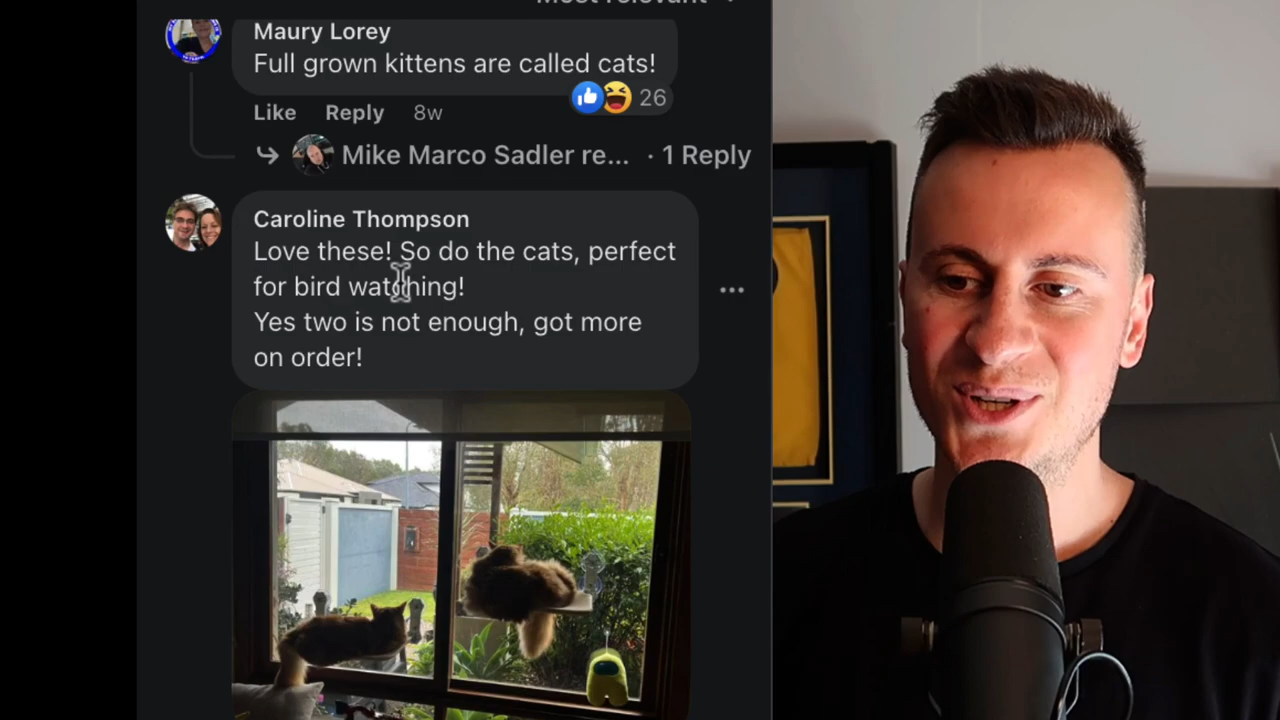 Most relevant
Maury Lorey
Full grown kittens are called cats!
Like Reply 8w 26
Mike Marco Sadler re... · 1 Reply
Caroline Thompson
Love these! So do the cats, perfect
for bird watching!
Yes two is not enough, got more
on order!